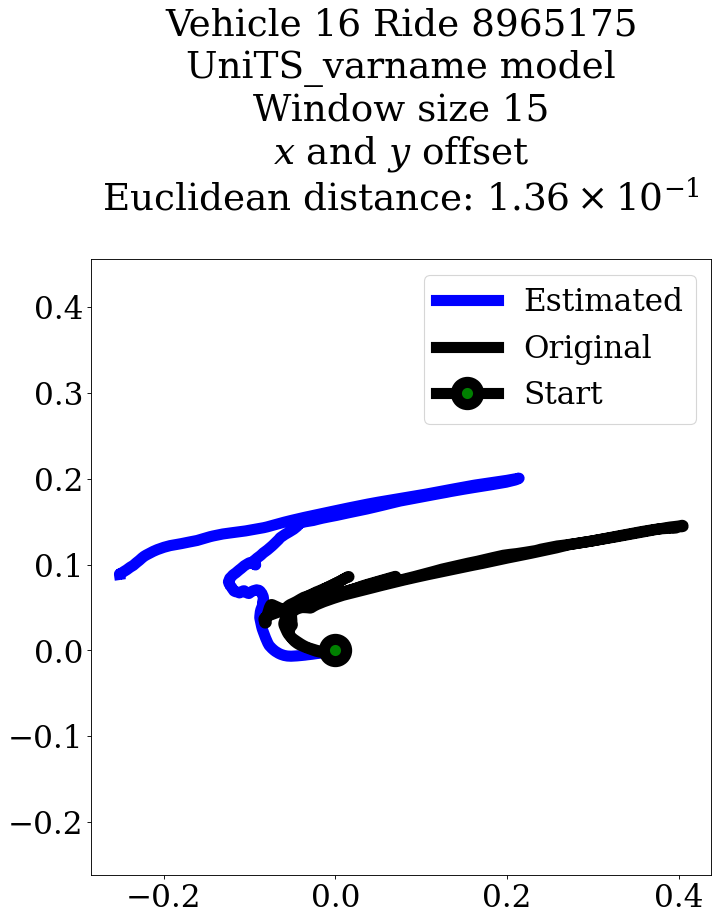 Vehicle 16 Ride 8965175
UniTS_varname model
Window size 15
x and y offset
Euclidean distance: 1.36 × 10⁻¹
Estimated
Original
Start
0.4
0.3
0.2
0.1
0.0
−0.1
−0.2
−0.2 0.0 0.2 0.4